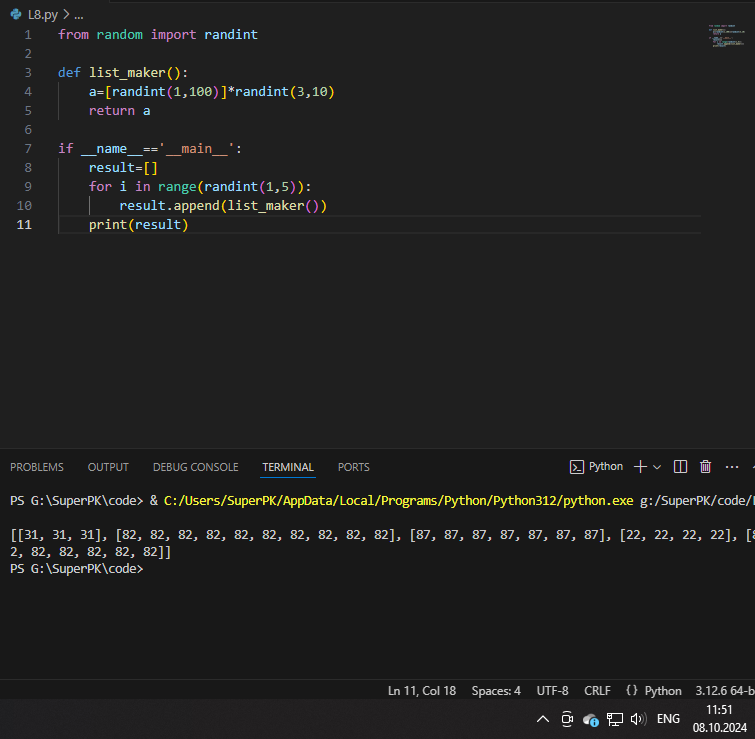 L8.py > ...
1 from random import randint
2
3 def list_maker():
4 a=[randint(1,100)]*randint(3,10)
5 return a
6
7 if __name__=='__main__':
8 result=[]
9 for i in range(randint(1,5)):
10 result.append(list_maker())
11 print(result)
PROBLEMS OUTPUT DEBUG CONSOLE TERMINAL PORTS Python
PS G:\SuperPK\code> & C:/Users/SuperPK/AppData/Local/Programs/Python/Python312/python.exe g:/SuperPK/code/
[[31, 31, 31], [82, 82, 82, 82, 82, 82, 82, 82, 82, 82], [87, 87, 87, 87, 87, 87, 87], [22, 22, 22, 22], [8
2, 82, 82, 82, 82, 82]]
PS G:\SuperPK\code>
Ln 11, Col 18 Spaces: 4 UTF-8 CRLF {} Python 3.12.6 64-b
ENG 11:51
08.10.2024